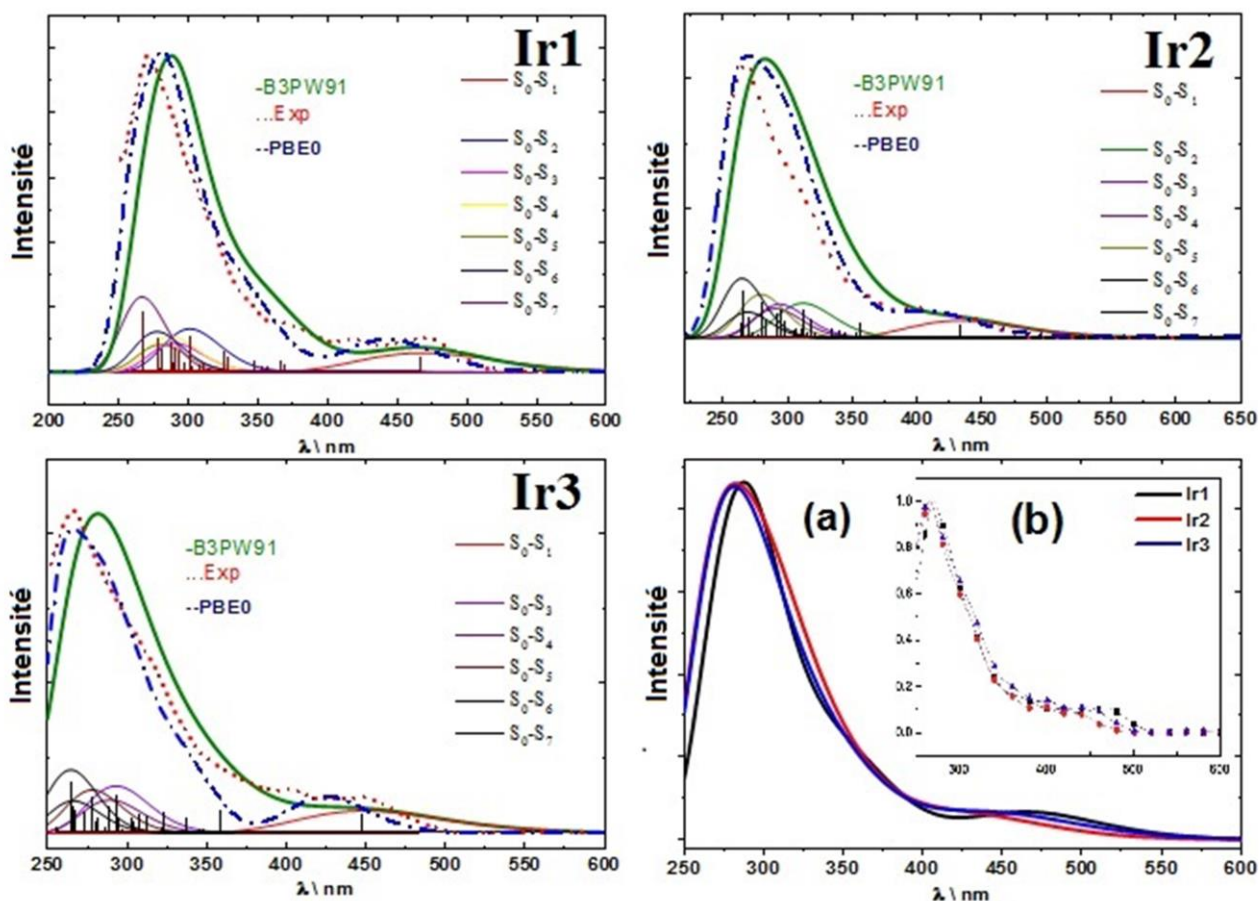 Ir1
-B3PW91
...Exp
--PBE0
S0-S1
S0-S2
S0-S3
S0-S4
S0-S5
S0-S6
S0-S7
Intensité
200 250 300 350 400 450 500 550 600
λ \ nm
Ir2
-B3PW91
...Exp
--PBE0
S0-S1
S0-S2
S0-S3
S0-S4
S0-S5
S0-S6
S0-S7
Intensité
250 300 350 400 450 500 550 600 650
λ \ nm
Ir3
-B3PW91
...Exp
--PBE0
S0-S1
S0-S3
S0-S4
S0-S5
S0-S6
S0-S7
Intensité
250 300 350 400 450 500 550 600
λ \ nm
(a)
(b)
Ir1
Ir2
Ir3
1.0
0.8
0.6
0.4
0.2
0.0
300 400 500 600
Intensité
250 300 350 400 450 500 550 600
λ \ nm